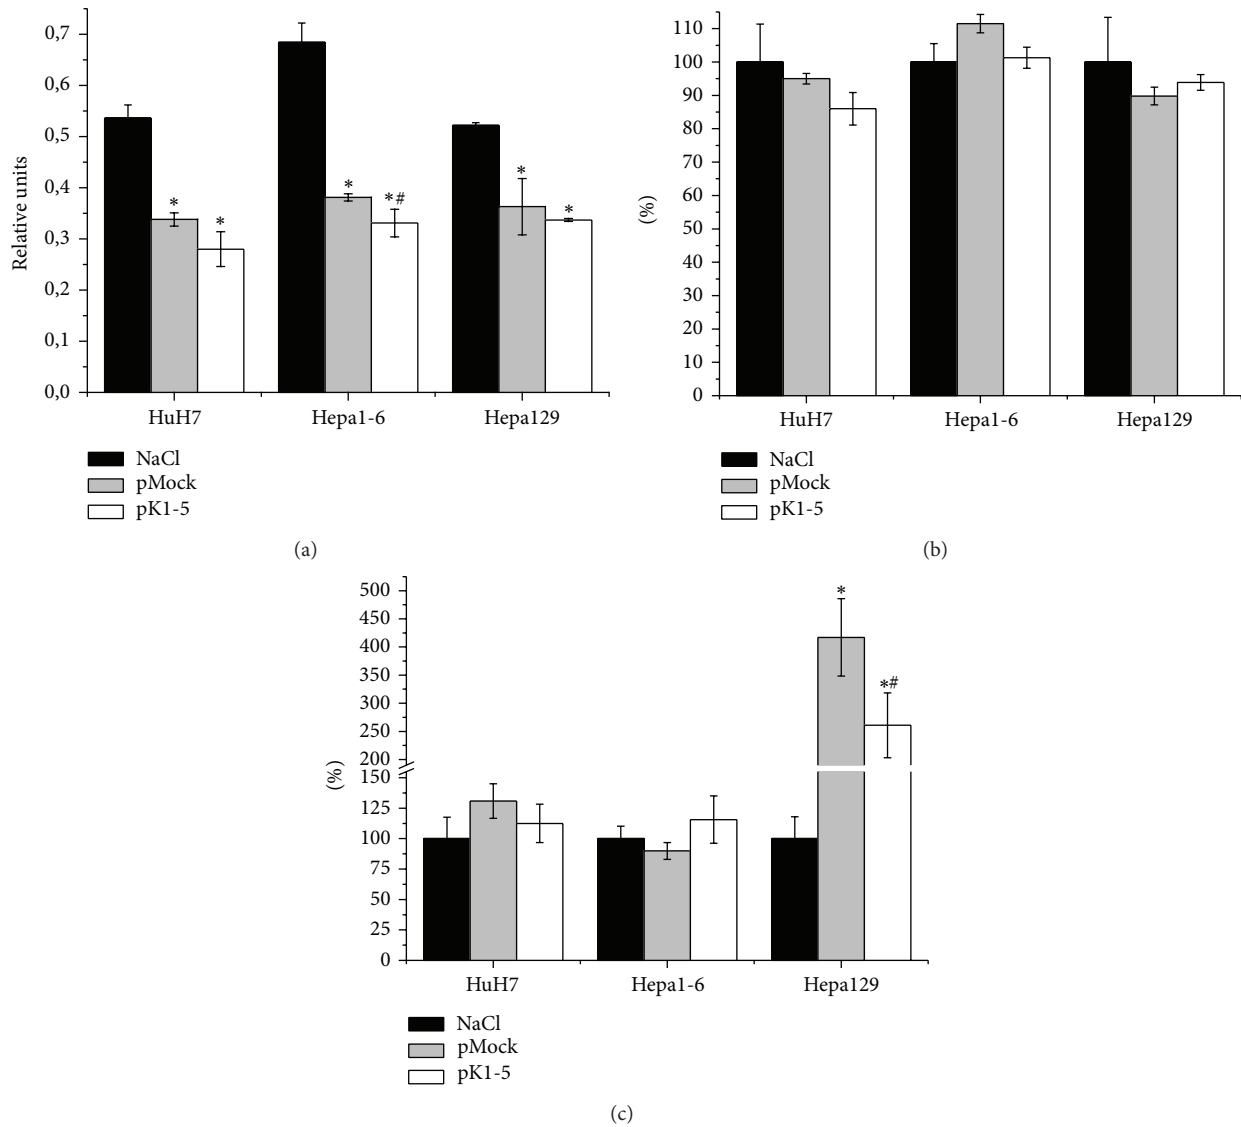 0,7
0,6
0,5
0,4
0,3
0,2
0,1
0,0
Relative units
* * * *# * *
HuH7 Hepa1-6 Hepa129
NaCl
pMock
pK1-5
(a)
110
100
90
80
70
60
50
40
30
20
10
0
(%)
HuH7 Hepa1-6 Hepa129
NaCl
pMock
pK1-5
(b)
500
450
400
350
300
250
200
150
125
100
75
50
25
0
(%)
* *#
HuH7 Hepa1-6 Hepa129
NaCl
pMock
pK1-5
(c)